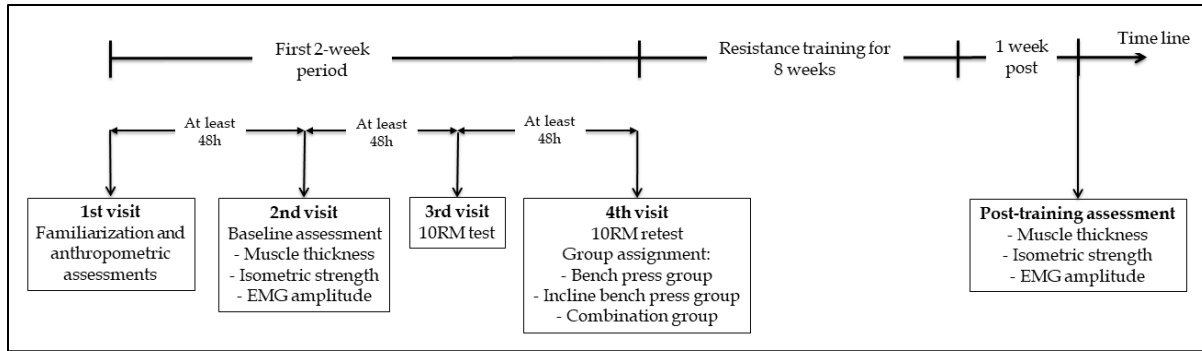 First 2-week
period
Resistance training for
8 weeks
1 week
post
Time line
At least
48h
At least
48h
At least
48h
1st visit
Familiarization and
anthropometric
assessments
2nd visit
Baseline assessment
- Muscle thickness
- Isometric strength
- EMG amplitude
3rd visit
10RM test
4th visit
10RM retest
Group assignment:
- Bench press group
- Incline bench press group
- Combination group
Post-training assessment
- Muscle thickness
- Isometric strength
- EMG amplitude